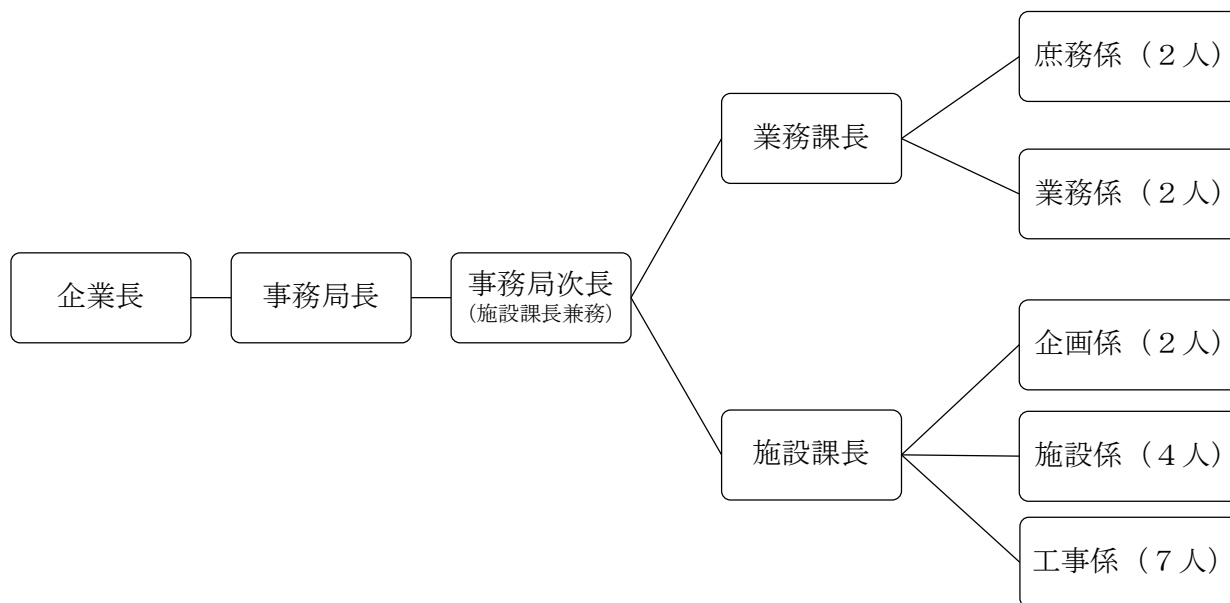 企業長
事務局長
事務局次長
(施設課長兼務)
業務課長
庶務係（２人）
業務係（２人）
施設課長
企画係（２人）
施設係（４人）
工事係（７人）